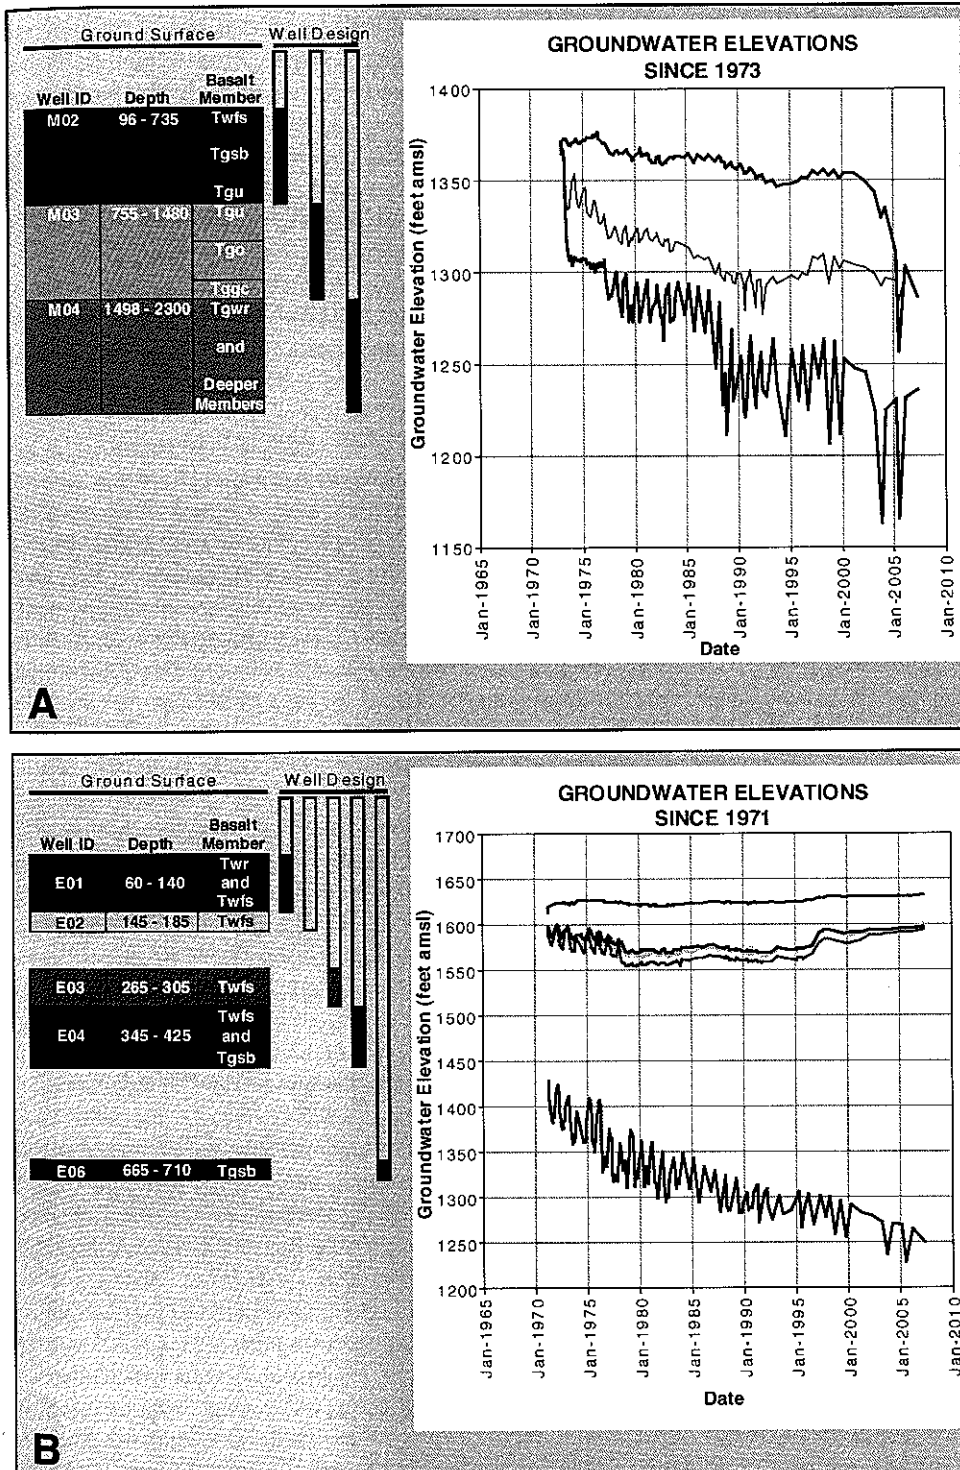 Ground Surface Well Design
Well ID Depth Basalt Member
M02 96 - 735 Twfs
Tgsb
Tgu
M03 755 - 1480 Tgu
Tgo
Tggc
M04 1498 - 2300 Tgwr
and
Deeper
Members
GROUNDWATER ELEVATIONS
SINCE 1973
Groundwater Elevation (feet amsl)
1400
1350
1300
1250
1200
1150
Jan-1965 Jan-1970 Jan-1975 Jan-1980 Jan-1985 Jan-1990 Jan-1995 Jan-2000 Jan-2005 Jan-2010
Date
A
Ground Surface Well Design
Well ID Depth Basalt Member
E01 60 - 140 Twr
and
Twfs
E02 145 - 185 Twfs
E03 265 - 305 Twfs
E04 345 - 425 Twfs
and
Tgsb
E06 665 - 710 Tgsb
GROUNDWATER ELEVATIONS
SINCE 1971
Groundwater Elevation (feet amsl)
1700
1650
1600
1550
1500
1450
1400
1350
1300
1250
1200
Jan-1965 Jan-1970 Jan-1975 Jan-1980 Jan-1985 Jan-1990 Jan-1995 Jan-2000 Jan-2005 Jan-2010
Date
B